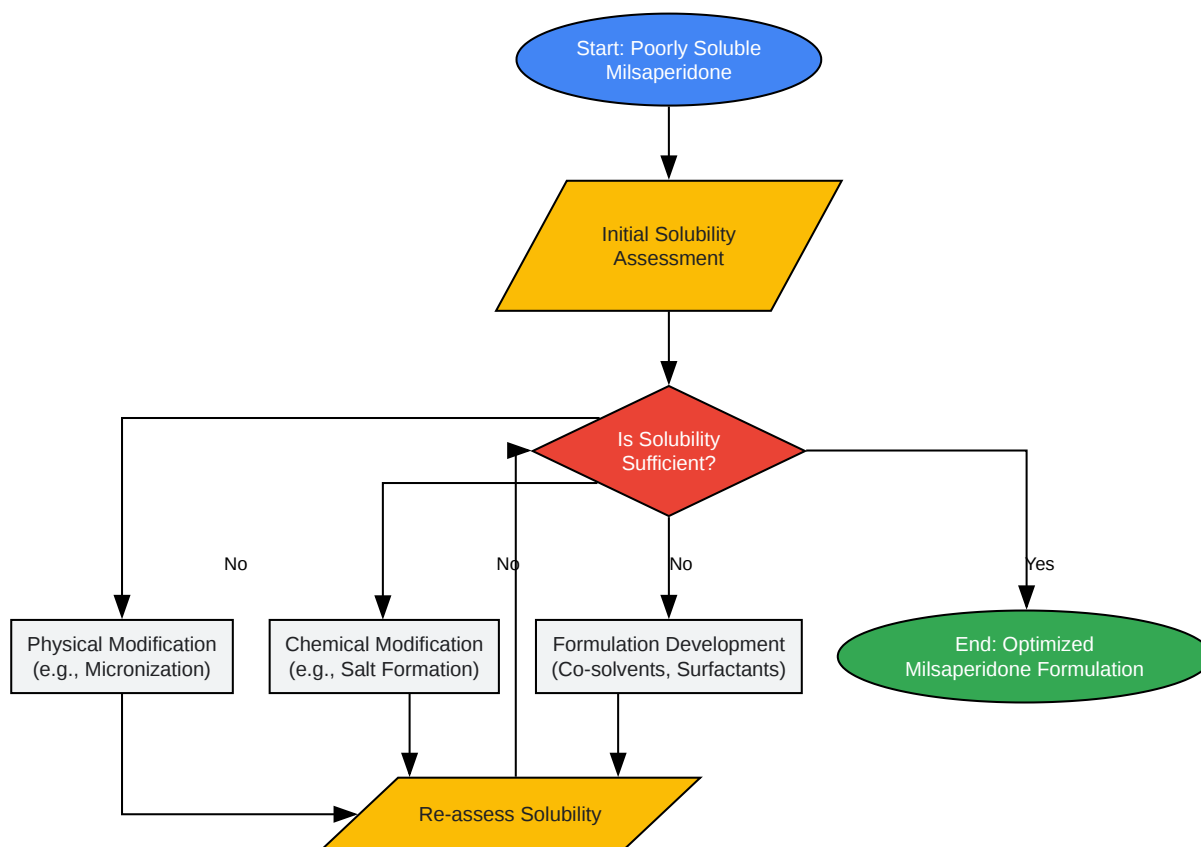 Start: Poorly Soluble
Milsaperidone
Initial Solubility
Assessment
Is Solubility
Sufficient?
No
No
No
Yes
Physical Modification
(e.g., Micronization)
Chemical Modification
(e.g., Salt Formation)
Formulation Development
(Co-solvents, Surfactants)
End: Optimized
Milsaperidone Formulation
Re-assess Solubility